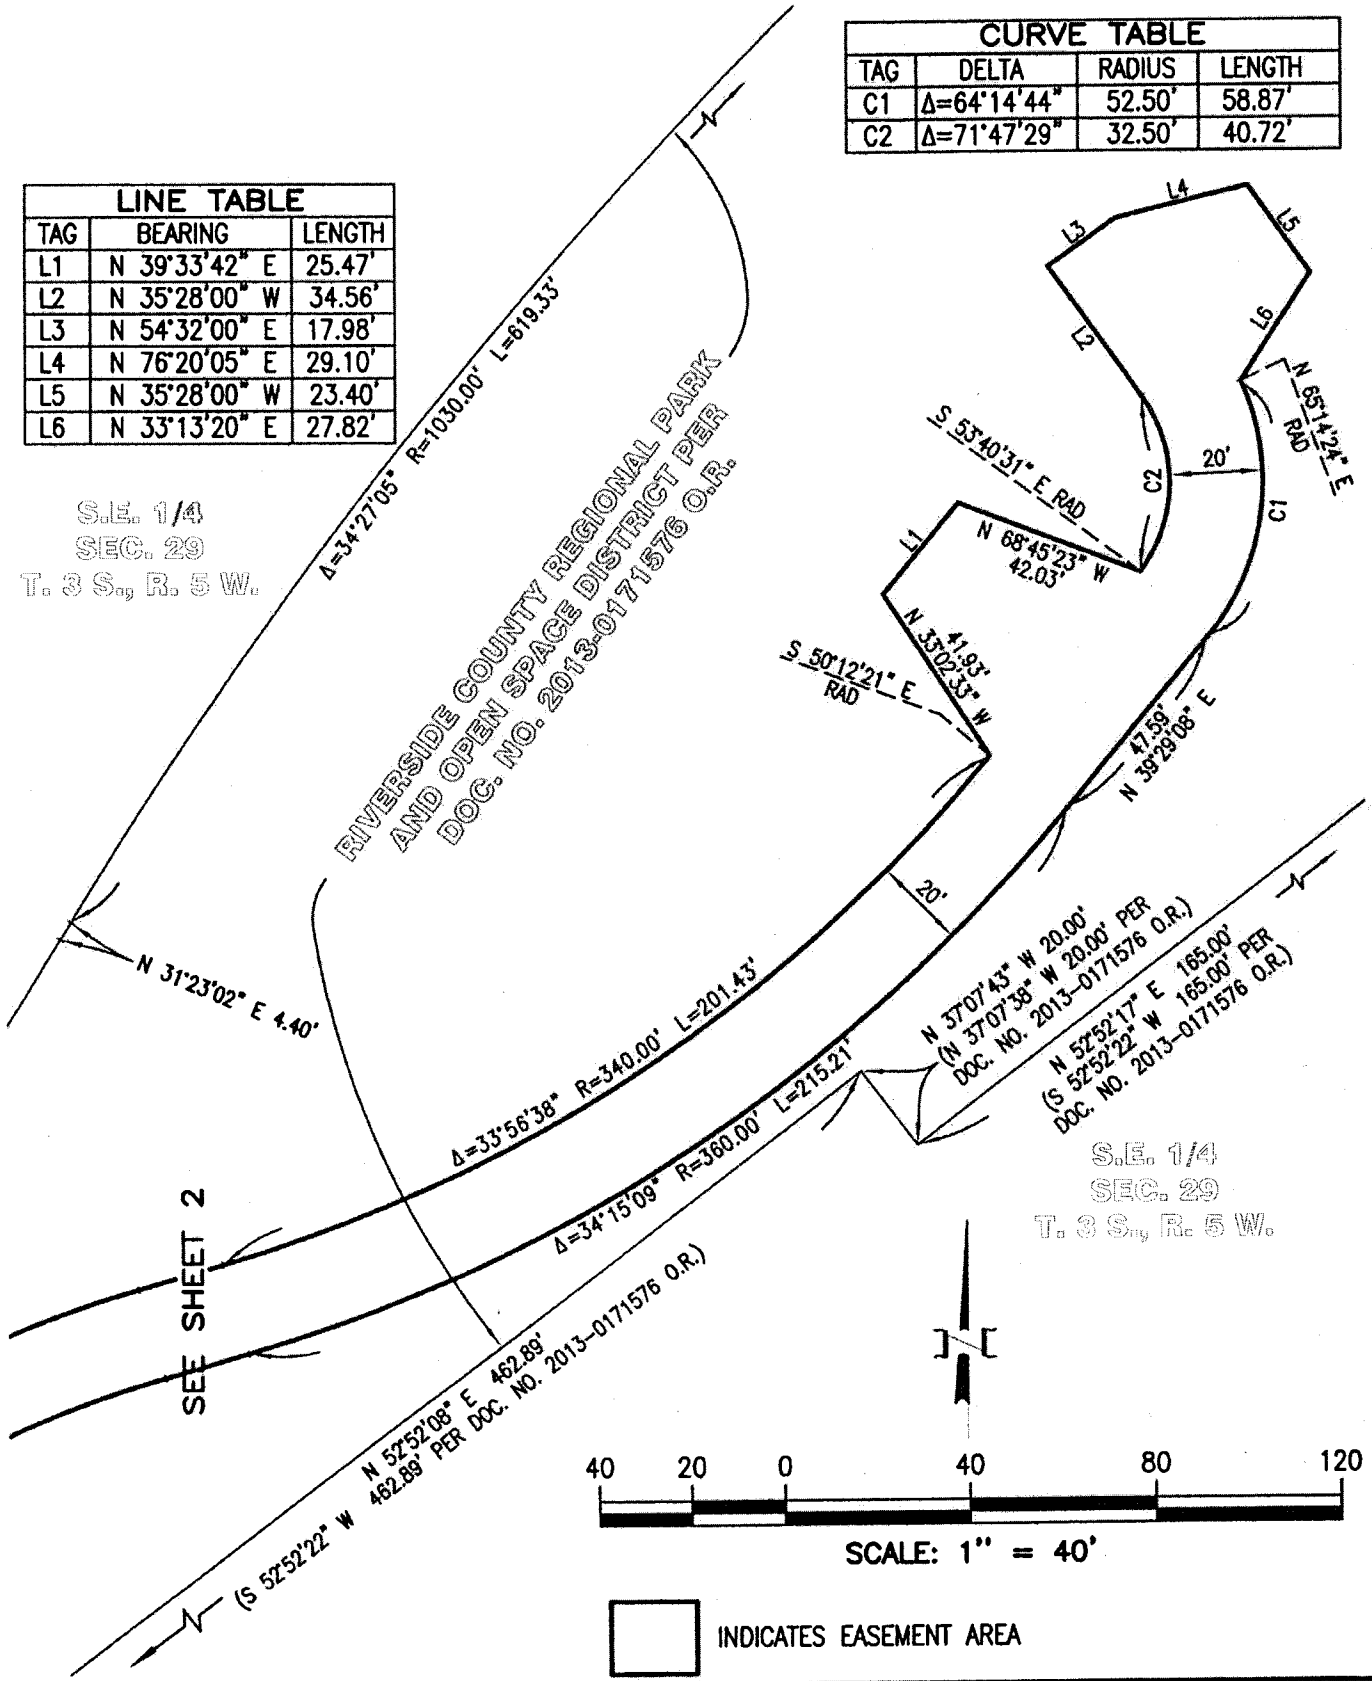 CURVE TABLE
TAG DELTA RADIUS LENGTH
C1 Δ=64°14'44" 52.50' 58.87'
C2 Δ=71°47'29" 32.50' 40.72'
LINE TABLE
TAG BEARING LENGTH
L1 N 39°33'42" E 25.47'
L2 N 35°28'00" W 34.56'
L3 N 54°32'00" E 17.98'
L4 N 76°20'05" E 29.10'
L5 N 35°28'00" W 23.40'
L6 N 33°13'20" E 27.82'
L4
L3
L5
L6
L2
N 65°14'24" E
RAD
S 53°40'31" E RAD
C2
20'
C1
L1
N 68°45'23" W
42.03'
41.93'
N 33°02'33" W
S 50°12'21" E
RAD
47.59'
N 39°29'08" E
Δ=34°27'05" R=1030.00' L=619.33'
S.E. 1/4
SEC. 29
T. 3 S., R. 5 W.
RIVERSIDE COUNTY REGIONAL PARK
AND OPEN SPACE DISTRICT PER
DOC. NO. 2013-0171576 O.R.
N 31°23'02" E 4.40'
20'
N 37°07'43" W 20.00'
(N 37°07'38" W 20.00' PER
DOC. NO. 2013-0171576 O.R.)
N 52°52'17" E 165.00'
(S 52°52'22" W 165.00' PER
DOC. NO. 2013-0171576 O.R.)
Δ=33°56'38" R=340.00' L=201.43'
Δ=34°15'09" R=360.00' L=215.21'
S.E. 1/4
SEC. 29
T. 3 S., R. 5 W.
SEE SHEET 2
N 52°52'08" E 462.89'
(S 52°52'22" W 462.89' PER DOC. NO. 2013-0171576 O.R.)
N
40 20 0 40 80 120
SCALE: 1" = 40'
INDICATES EASEMENT AREA